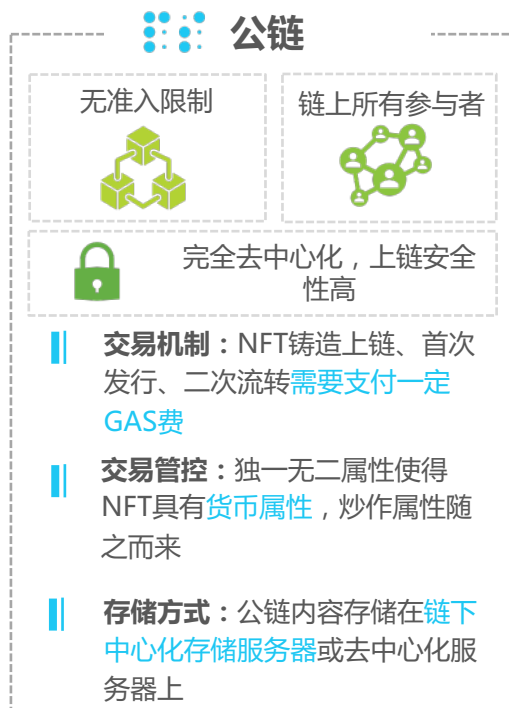 公链
无准入限制
链上所有参与者
完全去中心化，上链安全
性高
交易机制：NFT铸造上链、首次
发行、二次流转需要支付一定
GAS费
交易管控：独一无二属性使得
NFT具有货币属性，炒作属性随
之而来
存储方式：公链内容存储在链下
中心化存储服务器或去中心化服
务器上